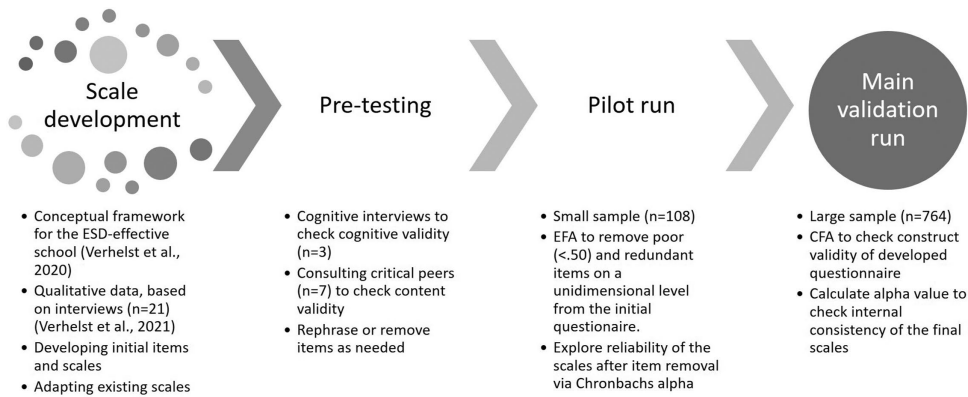 Scale
development
Pre-testing
Pilot run
Main
validation
run
• Conceptual framework
for the ESD-effective
school (Verhelst et al.,
2020)
• Qualitative data, based
on interviews (n=21)
(Verhelst et al., 2021)
• Developing initial items
and scales
• Adapting existing scales
• Cognitive interviews to
check cognitive validity
(n=3)
• Consulting critical peers
(n=7) to check content
validity
• Rephrase or remove
items as needed
• Small sample (n=108)
• EFA to remove poor
(<.50) and redundant
items on a
unidimensional level
from the initial
questionaire.
• Explore reliability of the
scales after item removal
via Chronbachs alpha
• Large sample (n=764)
• CFA to check construct
validity of developed
questionnaire
• Calculate alpha value to
check internal
consistency of the final
scales